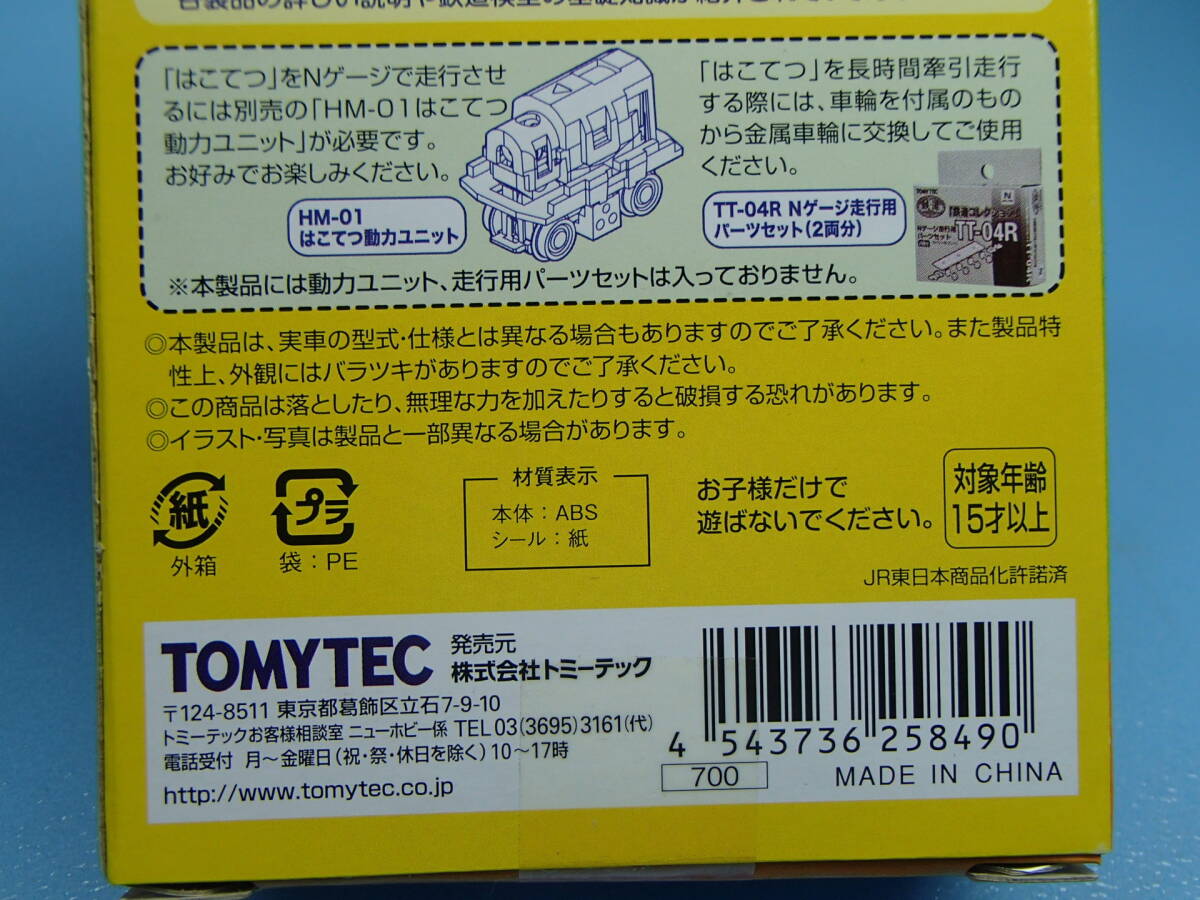 「はこてつ」をNゲージで走行させ
るには別売の「HM-01はこてつ
動力ユニット」が必要です。
お好みでお楽しみください。
HM-01
はこてつ動力ユニット
「はこてつ」を長時間牽引走行
する際には、車輪を付属のもの
から金属車輪に交換してご使用
ください。
TT-04R Nゲージ走行用
パーツセット(2両分)
TOMYTEC
N
鉄道コレクション
Nゲージ走行用
パーツセット
TT-04R
※本製品には動力ユニット、走行用パーツセットは入っておりません。
◎本製品は、実車の型式・仕様とは異なる場合もありますのでご了承ください。また製品特
性上、外観にはバラツキがありますのでご了承ください。
◎この商品は落としたり、無理な力を加えたりすると破損する恐れがあります。
◎イラスト・写真は製品と一部異なる場合があります。
紙
外箱
プラ
袋:PE
材質表示
本体:ABS
シール:紙
お子様だけで
遊ばないでください。
対象年齢
15才以上
JR東日本商品化許諾済
TOMYTEC
発売元
株式会社トミーテック
〒124-8511 東京都葛飾区立石7-9-10
トミーテックお客様相談室 ニューホビー係 TEL 03(3695)3161(代)
電話受付 月~金曜日(祝・祭・休日を除く)10~17時
http://www.tomytec.co.jp
4 543736 258490
700
MADE IN CHINA